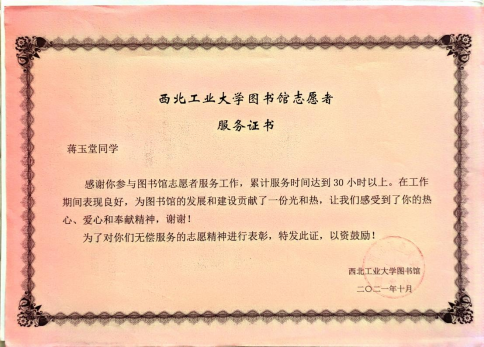 西北工业大学图书馆志愿者
服务证书
蒋玉堂同学
感谢你参与图书馆志愿者服务工作，累计服务时间达到 30 小时以上。在工作
期间表现良好，为图书馆的发展和建设贡献了一份光和热，让我们感受到了你的热
心、爱心和奉献精神，谢谢！
为了对你们无偿服务的志愿精神进行表彰，特发此证，以资鼓励！
西北工业大学图书馆
二〇二一年十月